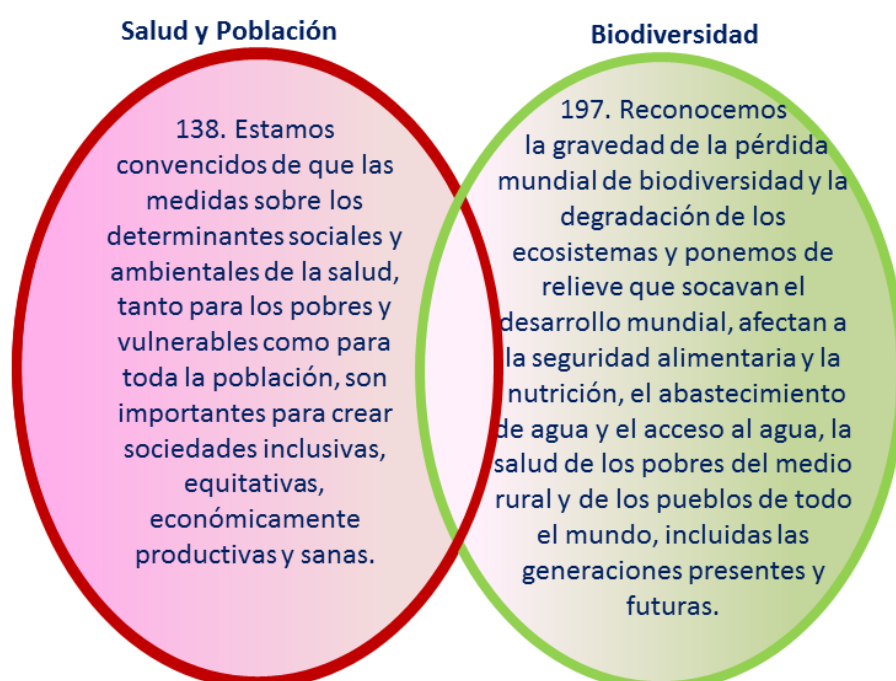 Salud y Población
138. Estamos
convencidos de que las
medidas sobre los
determinantes sociales y
ambientales de la salud,
tanto para los pobres y
vulnerables como para
toda la población, son
importantes para crear
sociedades inclusivas,
equitativas,
económicamente
productivas y sanas.
Biodiversidad
197. Reconocemos
la gravedad de la pérdida
mundial de biodiversidad y la
degradación de los
ecosistemas y ponemos de
relieve que socavan el
desarrollo mundial, afectan a
la seguridad alimentaria y la
nutrición, el abastecimiento
de agua y el acceso al agua, la
salud de los pobres del medio
rural y de los pueblos de todo
el mundo, incluidas las
generaciones presentes y
futuras.